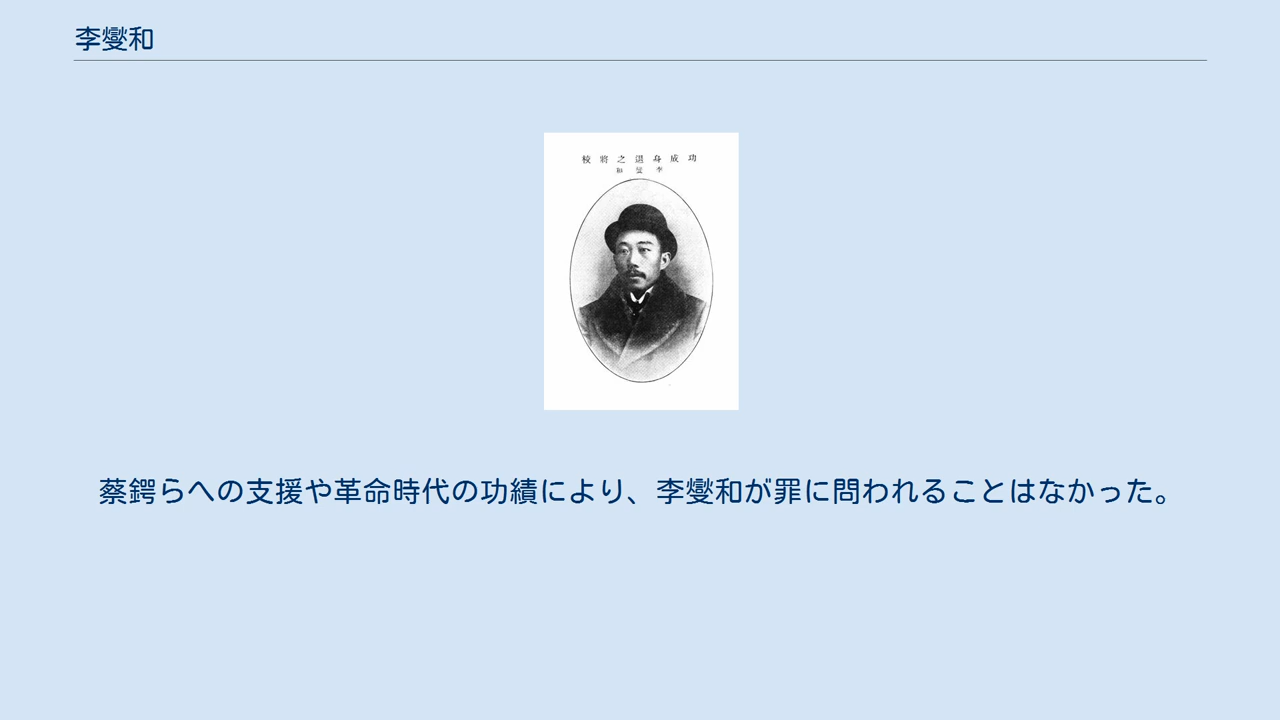 李燮和
功成身退之將校
李燮和
蔡鍔らへの支援や革命時代の功績により、李燮和が罪に問われることはなかった。